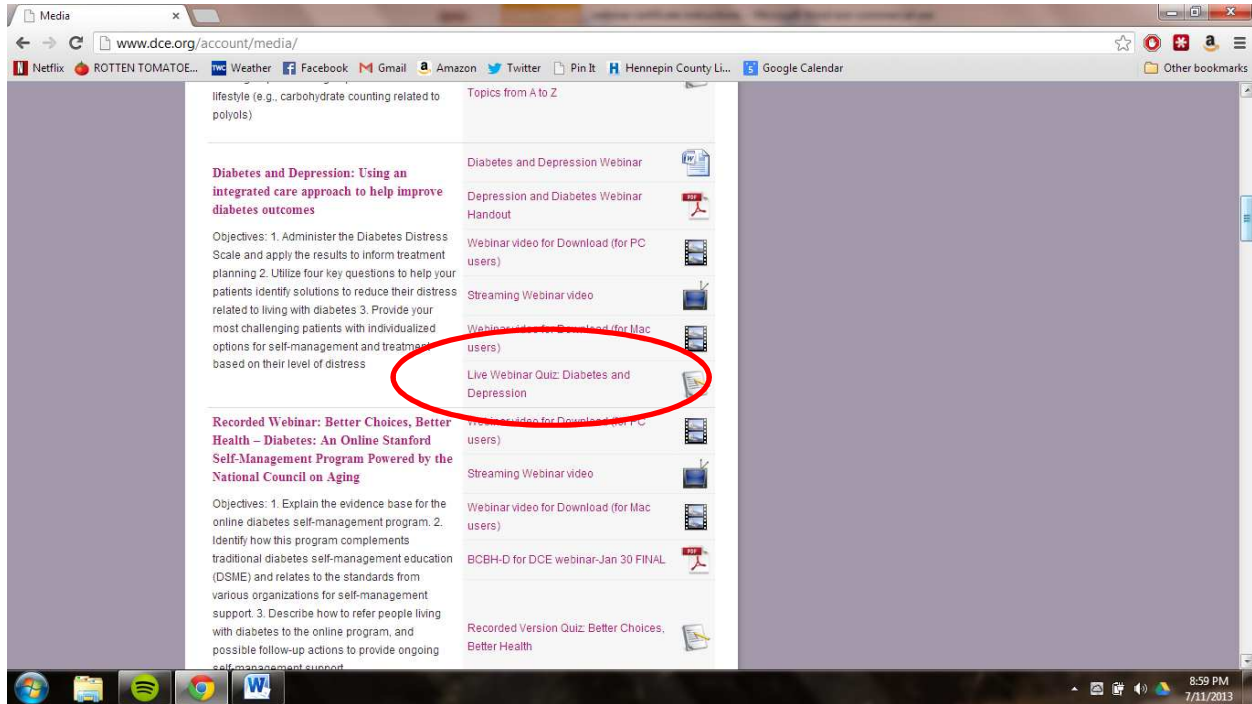 Media
www.dce.org/account/media/
Netflix ROTTEN TOMATOE... Weather Facebook Gmail Amazon Twitter Pin It Hennepin County Li... Google Calendar Other bookmarks
lifestyle (e.g., carbohydrate counting related to
polyols)
Topics from A to Z
Diabetes and Depression: Using an
integrated care approach to help improve
diabetes outcomes
Objectives: 1. Administer the Diabetes Distress
Scale and apply the results to inform treatment
planning 2. Utilize four key questions to help your
patients identify solutions to reduce their distress
related to living with diabetes 3. Provide your
most challenging patients with individualized
options for self-management and treatment
based on their level of distress
Diabetes and Depression Webinar
Depression and Diabetes Webinar
Handout
Webinar video for Download (for PC
users)
Streaming Webinar video
Webinar video for Download (for Mac
users)
Live Webinar Quiz: Diabetes and
Depression
Recorded Webinar: Better Choices, Better
Health – Diabetes: An Online Stanford
Self-Management Program Powered by the
National Council on Aging
Objectives: 1. Explain the evidence base for the
online diabetes self-management program. 2.
Identify how this program complements
traditional diabetes self-management education
(DSME) and relates to the standards from
various organizations for self-management
support. 3. Describe how to refer people living
with diabetes to the online program, and
possible follow-up actions to provide ongoing
self-management support
Webinar video for Download (for PC
users)
Streaming Webinar video
Webinar video for Download (for Mac
users)
BCBH-D for DCE webinar-Jan 30 FINAL
Recorded Version Quiz: Better Choices,
Better Health
8:59 PM
7/11/2013